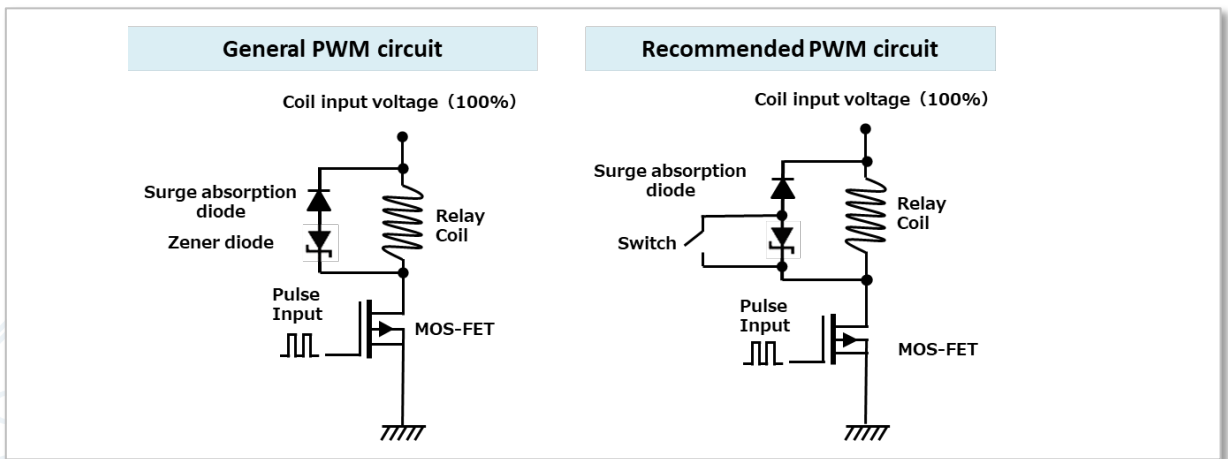 General PWM circuit
Coil input voltage（100%）
Surge absorption
diode
Zener diode
Relay
Coil
Pulse
Input
MOS-FET
Recommended PWM circuit
Coil input voltage（100%）
Surge absorption
diode
Switch
Relay
Coil
Pulse
Input
MOS-FET